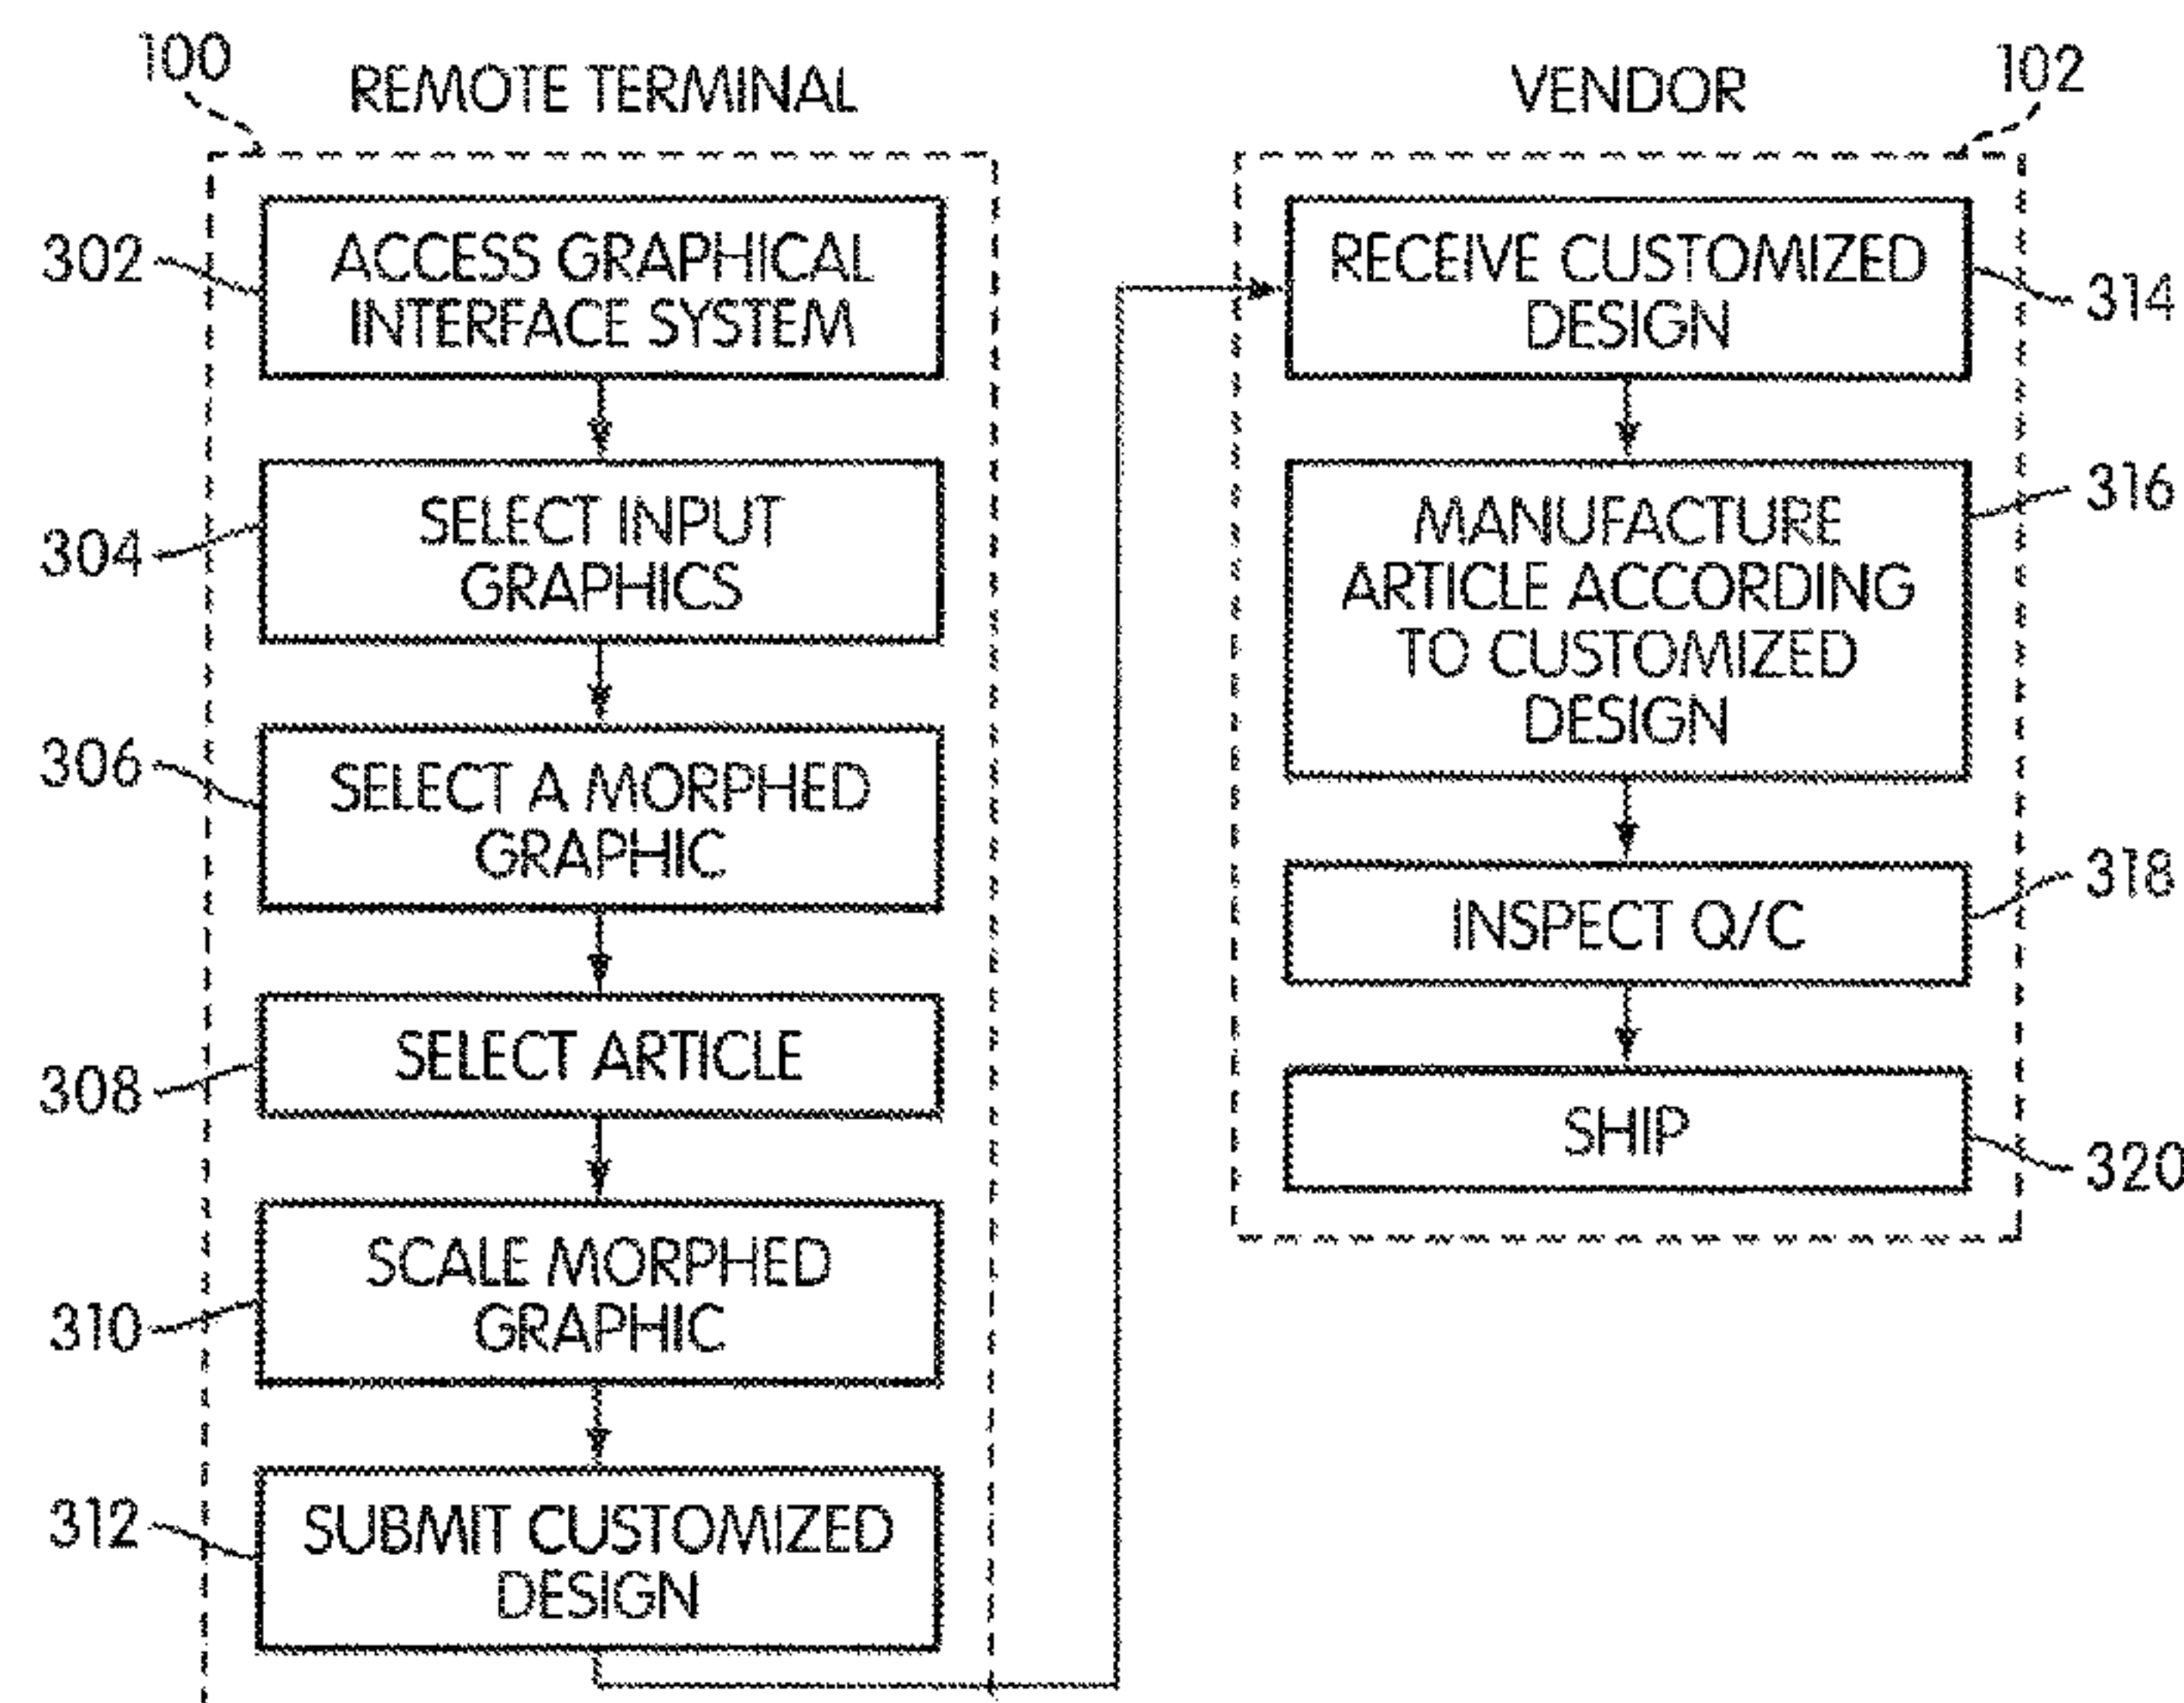 100
REMOTE TERMINAL
302
ACCESS GRAPHICAL
INTERFACE SYSTEM
304
SELECT INPUT
GRAPHICS
306
SELECT A MORPHED
GRAPHIC
308
SELECT ARTICLE
310
SCALE MORPHED
GRAPHIC
312
SUBMIT CUSTOMIZED
DESIGN
VENDOR
102
RECEIVE CUSTOMIZED
DESIGN
314
MANUFACTURE
ARTICLE ACCORDING
TO CUSTOMIZED
DESIGN
316
INSPECT Q/C
318
SHIP
320